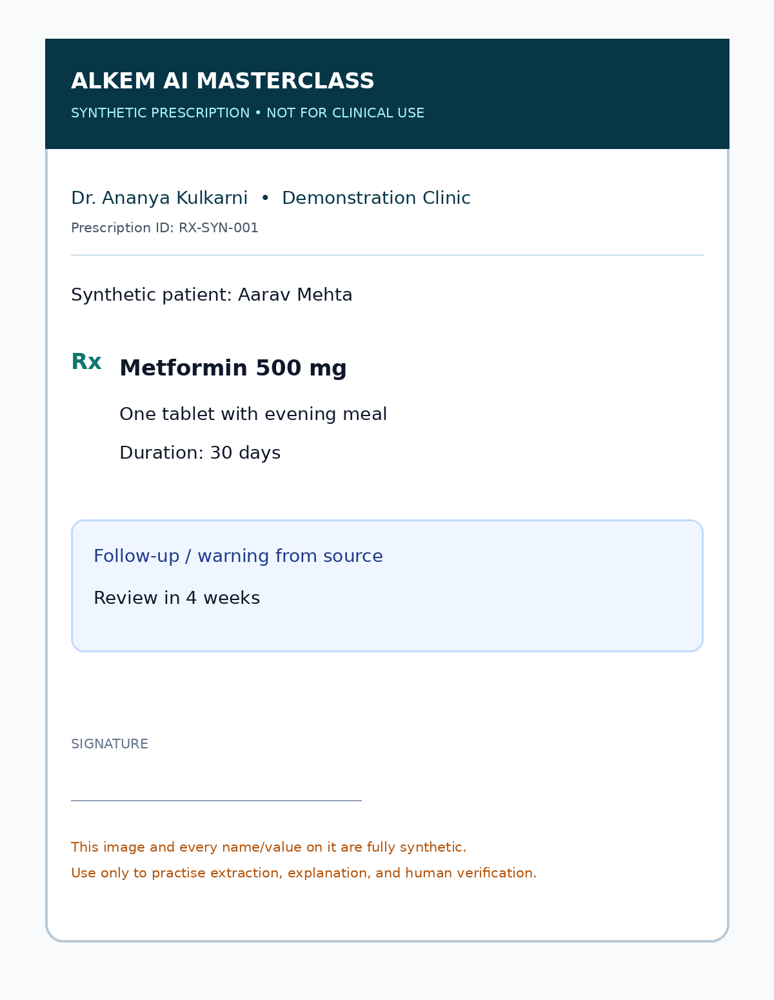 ALKEM AI MASTERCLASS
SYNTHETIC PRESCRIPTION • NOT FOR CLINICAL USE
Dr. Ananya Kulkarni • Demonstration Clinic
Prescription ID: RX-SYN-001
Synthetic patient: Aarav Mehta
Rx Metformin 500 mg
One tablet with evening meal
Duration: 30 days
Follow-up / warning from source
Review in 4 weeks
SIGNATURE
This image and every name/value on it are fully synthetic.
Use only to practise extraction, explanation, and human verification.